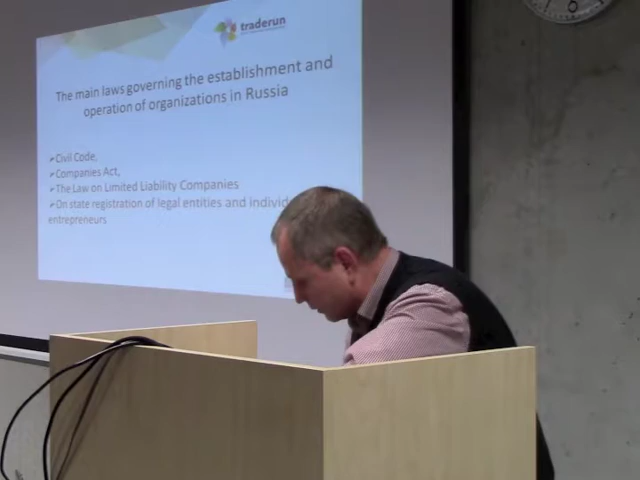 traderun
The main laws governing the establishment and
operation of organizations in Russia
➢Civil Code,
➢Companies Act,
➢The Law on Limited Liability Companies
➢On state registration of legal entities and
entrepreneurs